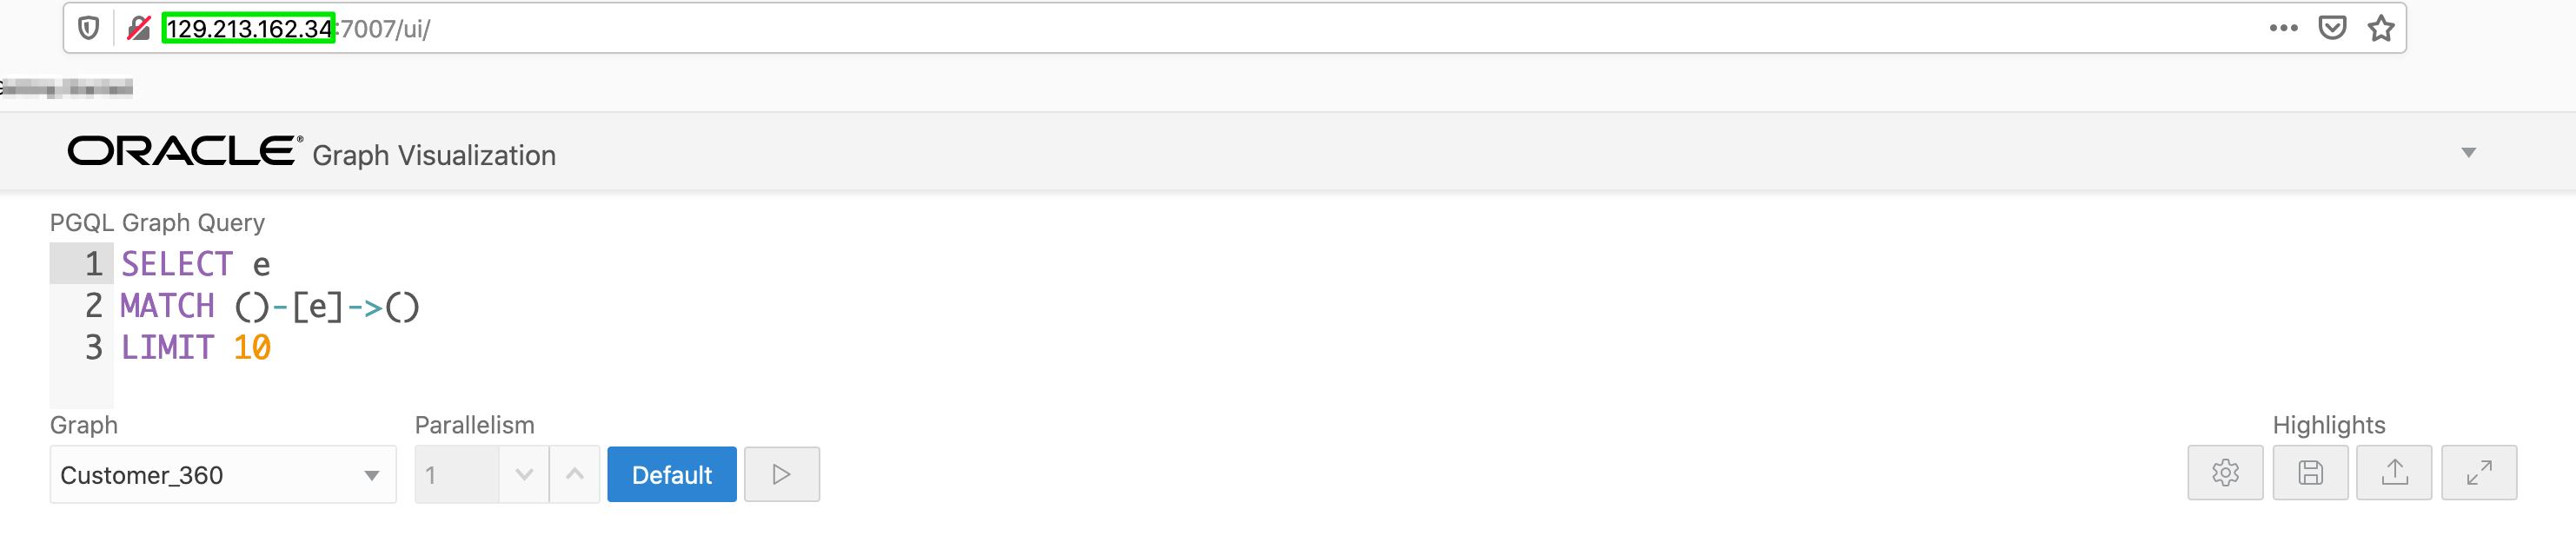 129.213.162.34:7007/ui/
ORACLE® Graph Visualization
PGQL Graph Query
1 SELECT e
2 MATCH ()-[e]->()
3 LIMIT 10
Graph Parallelism Highlights
Customer_360 1 Default